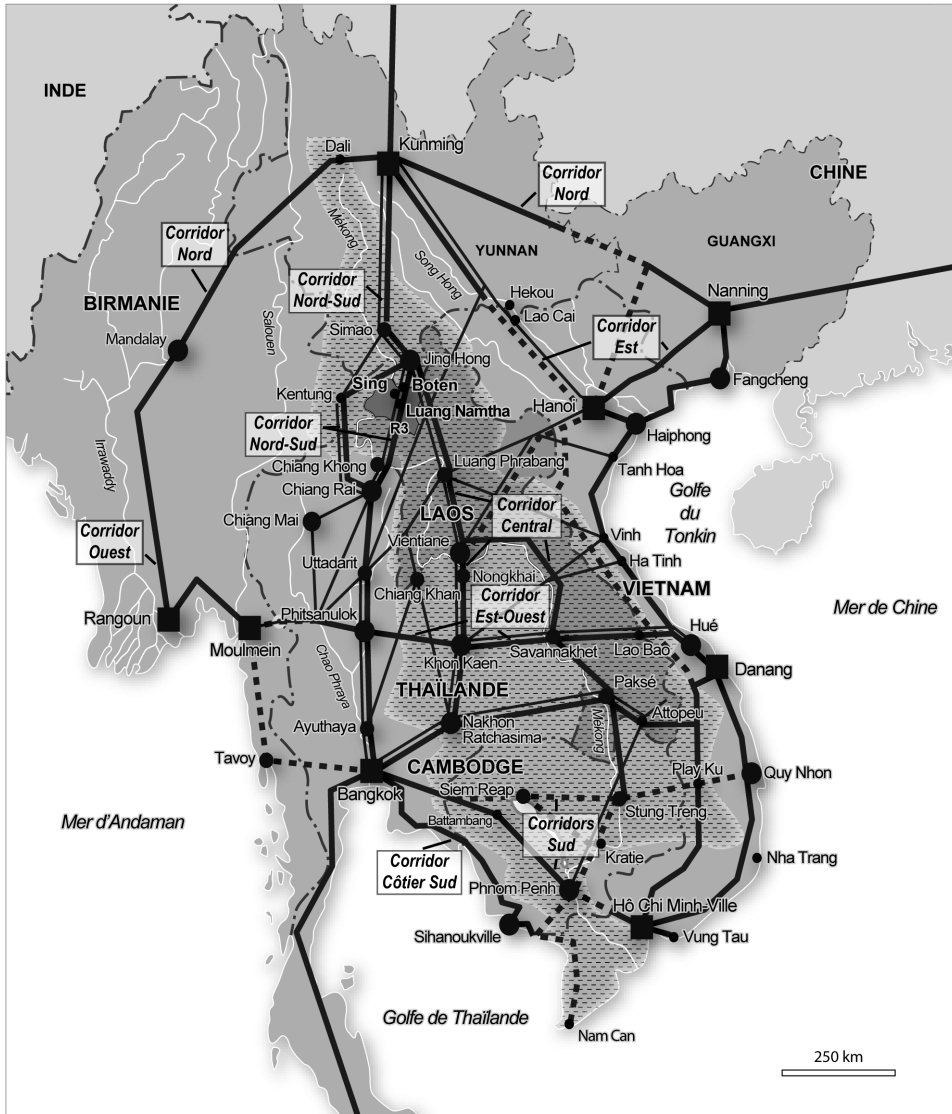 INDE
Dali
Kunming
Corridor
Nord
CHINE
Corridor
Nord
Mékong
YUNNAN
GUANGXI
Song Hong
Corridor
Nord-Sud
BIRMANIE
Salouen
Hekou
Nanning
Lao Cai
Corridor
Est
Mandalay
Simao
Jing Hong
Fangcheng
Sing
Boten
Kentung
Luang Namtha
Hanoï
Haiphong
Corridor
Nord-Sud
R3
Irrawaddy
Chiang Khong
Luang Phrabang
Tanh Hoa
Chiang Rai
Golfe
du
Tonkin
Corridor
Central
Chiang Mai
LAOS
Corridor
Ouest
Vientiane
Vinh
Uttadarit
Ha Tinh
Nongkhai
Chiang Khan
VIETNAM
Corridor
Est-Ouest
Mer de Chine
Phitsanulok
Rangoun
Hué
Moulmein
Savannakhet
Lao Bao
Khon Kaen
Danang
Chao Phraya
THAÏLANDE
Paksé
Mékong
Attopeu
Ayuthaya
Nakhon
Ratchasima
Tavoy
CAMBODGE
Play Ku
Quy Nhon
Bangkok
Siem Reap
Stung Treng
Battambang
Mer d'Andaman
Corridors
Sud
Kratie
Nha Trang
Corridor
Côtier Sud
Phnom Penh
Hô Chi Minh-Ville
Sihanoukville
Vung Tau
Golfe de Thaïlande
Nam Can
250 km